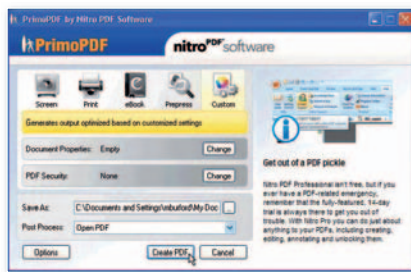 PrimoPDF by Nitro PDF Software
PrimoPDF
nitroPDF software
Screen
Print
eBook
Prepress
Custom
Generates output optimized based on customized settings
Document Properties: Empty Change
PDF Security: None Change
Save As: C:\Documents and Settings\mburford\My Doc ...
Post Process: Open PDF
Options Create PDF Cancel
Get out of a PDF pickle
Nitro PDF Professional isn't free, but if you
ever have a PDF-related emergency,
remember that the fully-featured, 14-day
trial is always there to get you out of
trouble. With Nitro Pro you can do just about
anything to your PDFs, including creating,
editing, annotating and unlocking them.